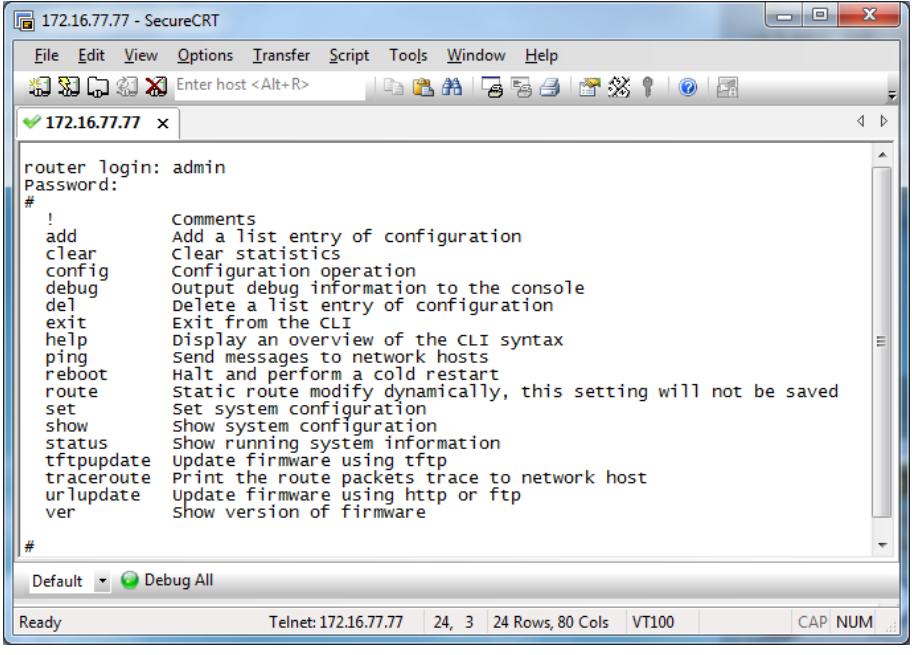 172.16.77.77 - SecureCRT
File Edit View Options Transfer Script Tools Window Help
Enter host <Alt+R>
172.16.77.77 x
router login: admin
Password:
#
! Comments
add Add a list entry of configuration
clear Clear statistics
config Configuration operation
debug Output debug information to the console
del Delete a list entry of configuration
exit Exit from the CLI
help Display an overview of the CLI syntax
ping Send messages to network hosts
reboot Halt and perform a cold restart
route Static route modify dynamically, this setting will not be saved
set Set system configuration
show Show system configuration
status Show running system information
tftpupdate Update firmware using tftp
traceroute Print the route packets trace to network host
urlupdate Update firmware using http or ftp
ver Show version of firmware
#
Default Debug All
Ready Telnet: 172.16.77.77 24, 3 24 Rows, 80 Cols VT100 CAP NUM